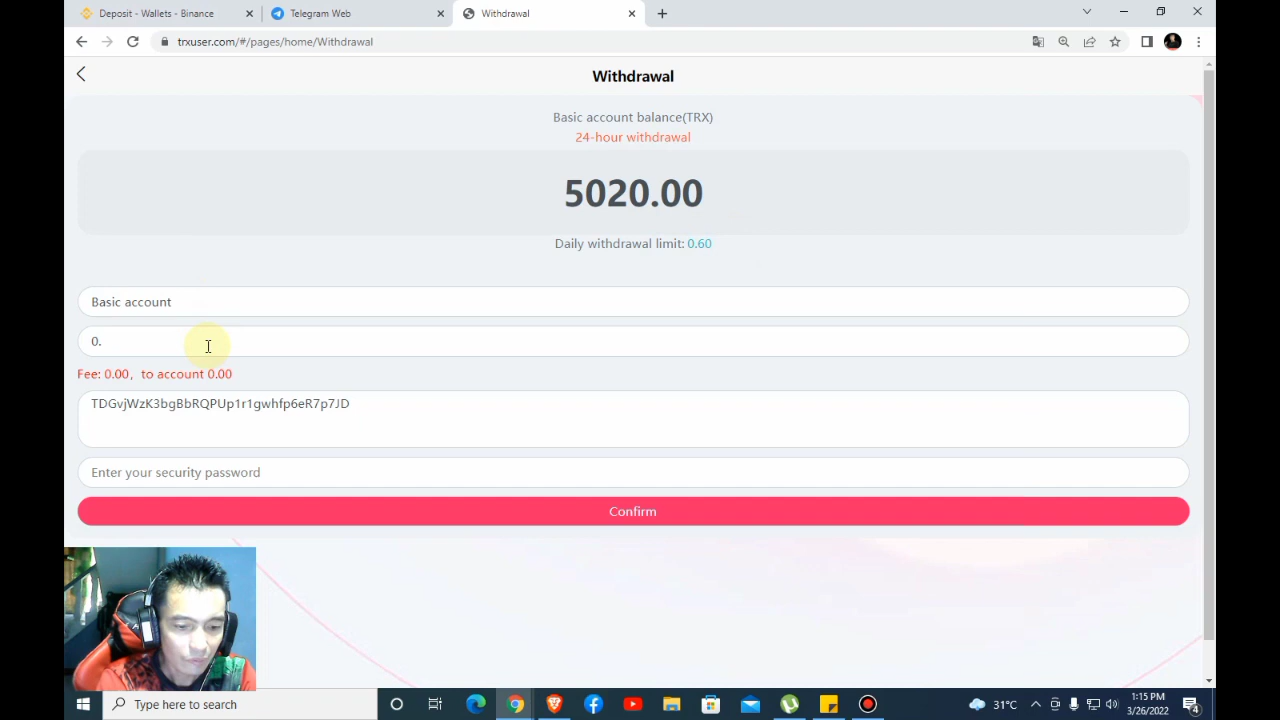 Deposit - Wallets - Binance
Telegram Web
Withdrawal
trxuser.com/#/pages/home/Withdrawal
Withdrawal
Basic account balance(TRX)
24-hour withdrawal
5020.00
Daily withdrawal limit: 0.60
Basic account
0.
Fee: 0.00, to account 0.00
TDGvjWzK3bgBbRQPUp1r1gwhfp6eR7p7JD
Enter your security password
Confirm
Type here to search
31°C
1:15 PM
3/26/2022
4